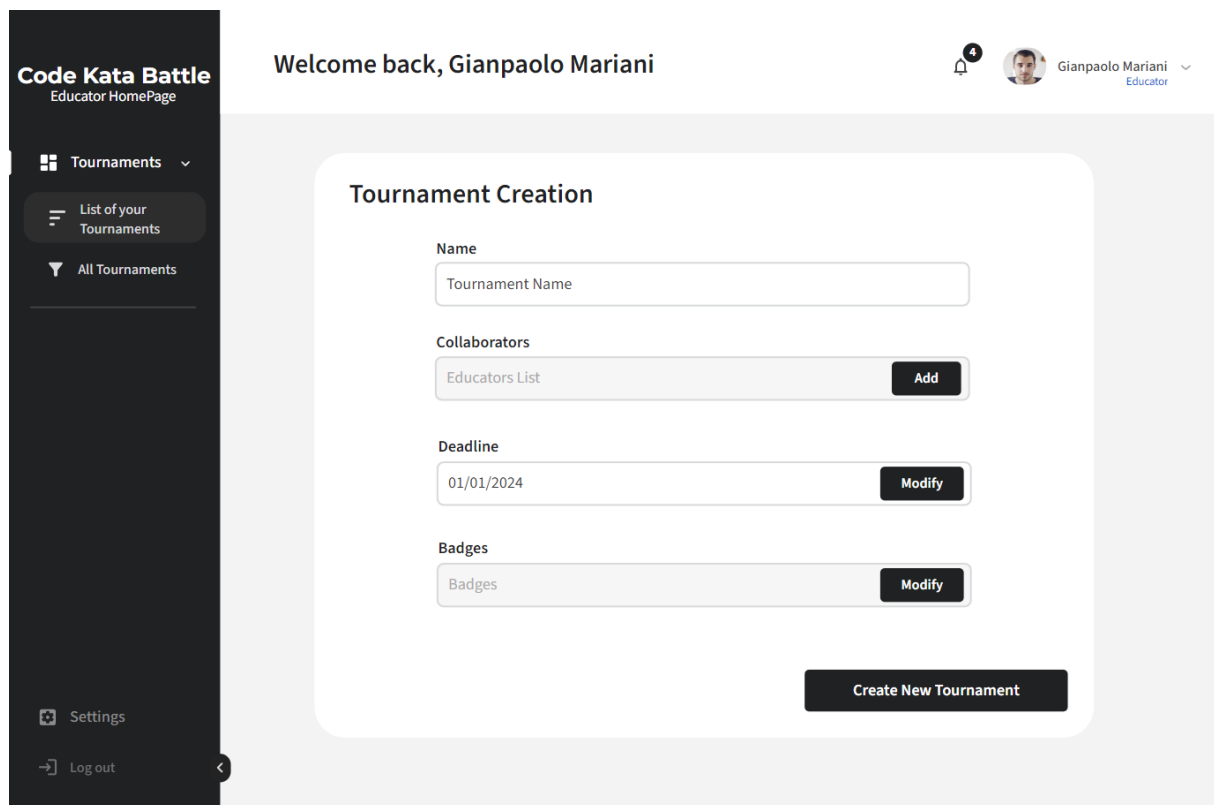 Code Kata Battle
Educator HomePage
Tournaments
List of your
Tournaments
All Tournaments
Settings
Log out
Welcome back, Gianpaolo Mariani
4
Gianpaolo Mariani
Educator
Tournament Creation
Name
Tournament Name
Collaborators
Educators List
Add
Deadline
01/01/2024
Modify
Badges
Badges
Modify
Create New Tournament